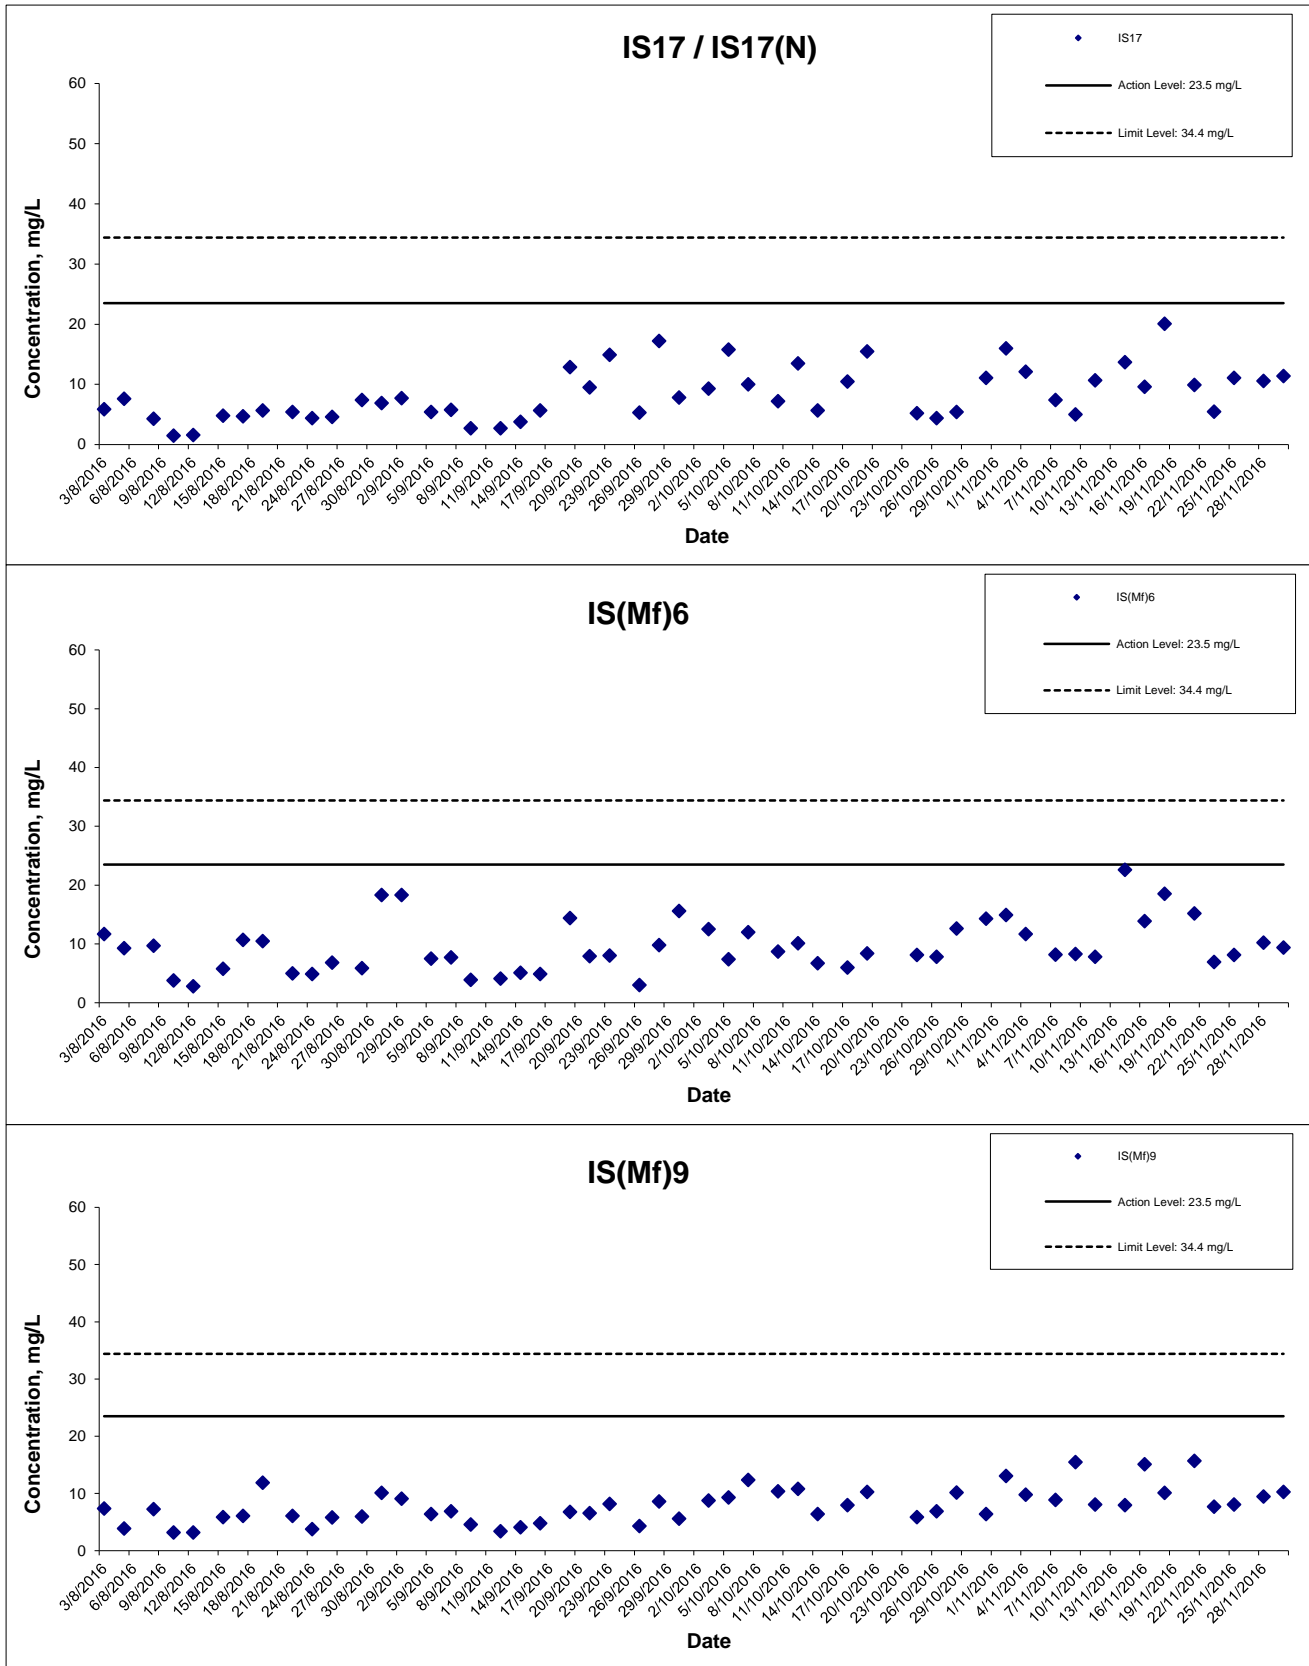 IS17 / IS17(N)
IS17
Action Level: 23.5 mg/L
Limit Level: 34.4 mg/L
Concentration, mg/L
60
50
40
30
20
10
0
3/8/2016 6/8/2016 9/8/2016 12/8/2016 15/8/2016 18/8/2016 21/8/2016 24/8/2016 27/8/2016 30/8/2016 2/9/2016 5/9/2016 8/9/2016 11/9/2016 14/9/2016 17/9/2016 20/9/2016 23/9/2016 26/9/2016 29/9/2016 2/10/2016 5/10/2016 8/10/2016 11/10/2016 14/10/2016 17/10/2016 20/10/2016 23/10/2016 26/10/2016 29/10/2016 1/11/2016 4/11/2016 7/11/2016 10/11/2016 13/11/2016 16/11/2016 19/11/2016 22/11/2016 25/11/2016 28/11/2016
Date
IS(Mf)6
IS(Mf)6
Action Level: 23.5 mg/L
Limit Level: 34.4 mg/L
Concentration, mg/L
60
50
40
30
20
10
0
3/8/2016 6/8/2016 9/8/2016 12/8/2016 15/8/2016 18/8/2016 21/8/2016 24/8/2016 27/8/2016 30/8/2016 2/9/2016 5/9/2016 8/9/2016 11/9/2016 14/9/2016 17/9/2016 20/9/2016 23/9/2016 26/9/2016 29/9/2016 2/10/2016 5/10/2016 8/10/2016 11/10/2016 14/10/2016 17/10/2016 20/10/2016 23/10/2016 26/10/2016 29/10/2016 1/11/2016 4/11/2016 7/11/2016 10/11/2016 13/11/2016 16/11/2016 19/11/2016 22/11/2016 25/11/2016 28/11/2016
Date
IS(Mf)9
IS(Mf)9
Action Level: 23.5 mg/L
Limit Level: 34.4 mg/L
Concentration, mg/L
60
50
40
30
20
10
0
3/8/2016 6/8/2016 9/8/2016 12/8/2016 15/8/2016 18/8/2016 21/8/2016 24/8/2016 27/8/2016 30/8/2016 2/9/2016 5/9/2016 8/9/2016 11/9/2016 14/9/2016 17/9/2016 20/9/2016 23/9/2016 26/9/2016 29/9/2016 2/10/2016 5/10/2016 8/10/2016 11/10/2016 14/10/2016 17/10/2016 20/10/2016 23/10/2016 26/10/2016 29/10/2016 1/11/2016 4/11/2016 7/11/2016 10/11/2016 13/11/2016 16/11/2016 19/11/2016 22/11/2016 25/11/2016 28/11/2016
Date